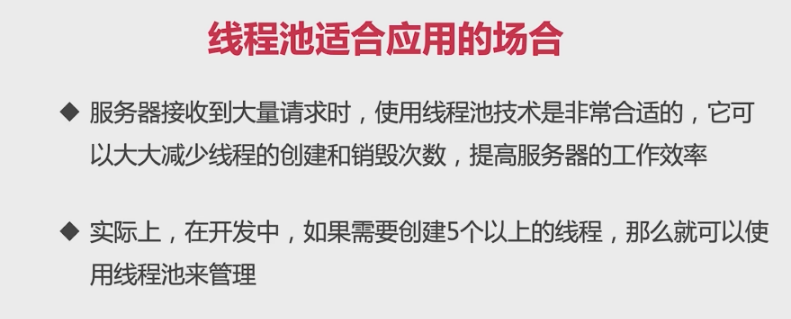 线程池适合应用的场合
◆ 服务器接收到大量请求时，使用线程池技术是非常合适的，它可
以大大减少线程的创建和销毁次数，提高服务器的工作效率
◆ 实际上，在开发中，如果需要创建5个以上的线程，那么就可以使
用线程池来管理